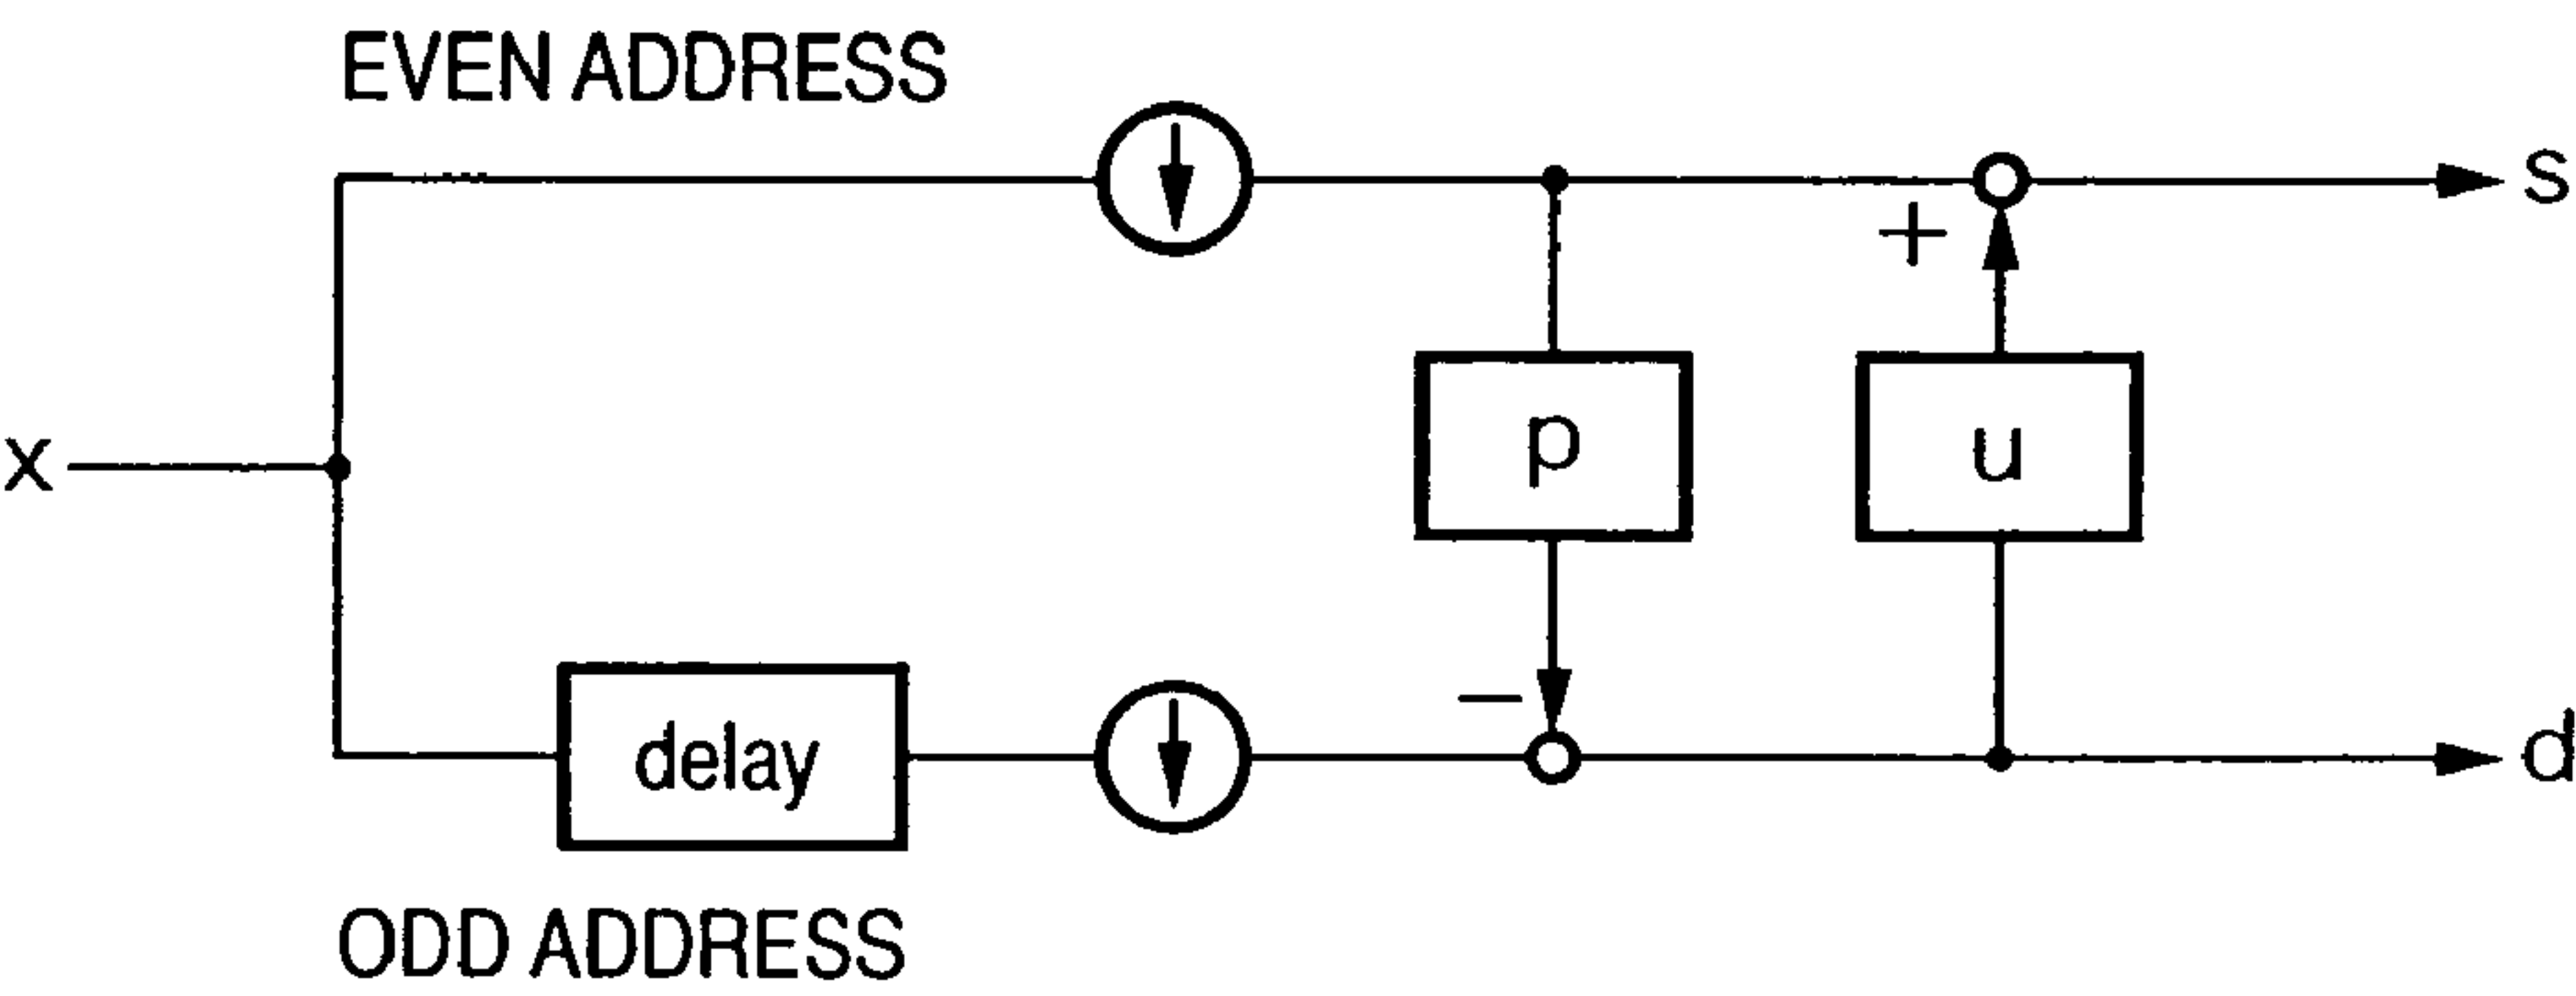 EVEN ADDRESS
s
+
x
p
u
−
delay
d
ODD ADDRESS